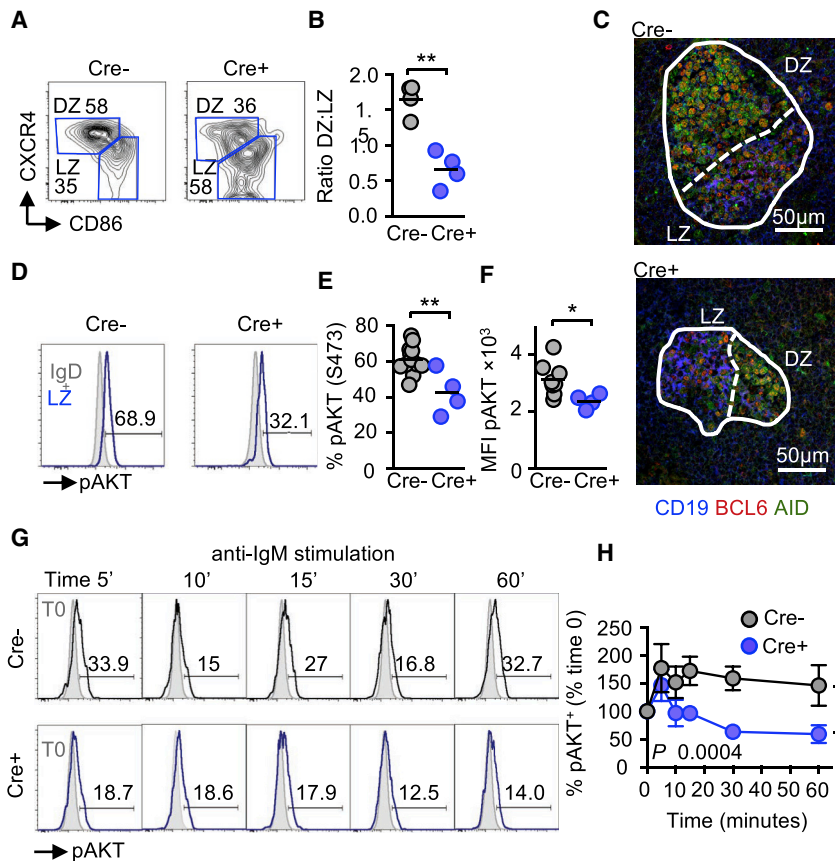 A
Cre-
Cre+
DZ 58
LZ
35
DZ 36
LZ
58
CXCR4
CD86
B
**
Ratio DZ:LZ
2.0
1.
5
1.0
0.5
0.0
Cre- Cre+
C
Cre-
DZ
LZ
50µm
Cre+
LZ
DZ
50µm
CD19 BCL6 AID
D
Cre-
Cre+
IgD
+
LZ
68.9
32.1
pAKT
E
**
% pAKT (S473)
80
60
40
20
0
Cre- Cre+
F
*
MFI pAKT ×10³
4
2
0
Cre- Cre+
G
anti-IgM stimulation
Time 5’ 10’ 15’ 30’ 60’
Cre-
T0
33.9 15 27 16.8 32.7
Cre+
T0
18.7 18.6 17.9 12.5 14.0
pAKT
H
Cre-
Cre+
% pAKT⁺ (% time 0)
250
200
150
100
50
0
P 0.0004
0 10 20 30 40 50 60
Time (minutes)